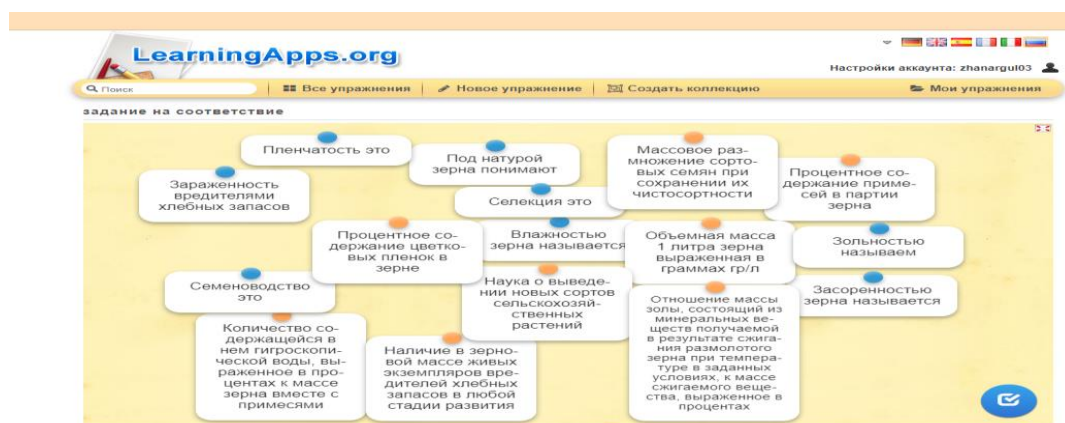 LearningApps.org
Настройки аккаунта: zhanargul03
Поиск
Все упражнения
Новое упражнение
Создать коллекцию
Мои упражнения
задание на соответствие
Пленчатость это
Под натурой
зерна понимают
Массовое раз-
множение сорто-
вых семян при
сохранении их
чистосортности
Процентное со-
держание приме-
сей в партии
зерна
Зараженность
вредителями
хлебных запасов
Селекция это
Процентное со-
держание цветко-
вых пленок в
зерне
Влажностью
зерна называется
Объемная масса
1 литра зерна
выраженная в
граммах гр/л
Зольностью
называем
Семеноводство
это
Наука о выведе-
нии новых сортов
сельскохозяй-
ственных
растений
Засоренностью
зерна называется
Количество со-
держащейся в
нем гигроскопи-
ческой воды, вы-
раженное в про-
центах к массе
зерна вместе с
примесями
Наличие в зерно-
вой массе живых
экземпляров вре-
дителей хлебных
запасов в любой
стадии развития
Отношение массы
золы, состоящий из
минеральных ве-
ществ получаемой
в результате сжига-
ния размолотого
зерна при темпера-
туре в заданных
условиях, к массе
сжигаемого веще-
ства, выраженное в
процентах